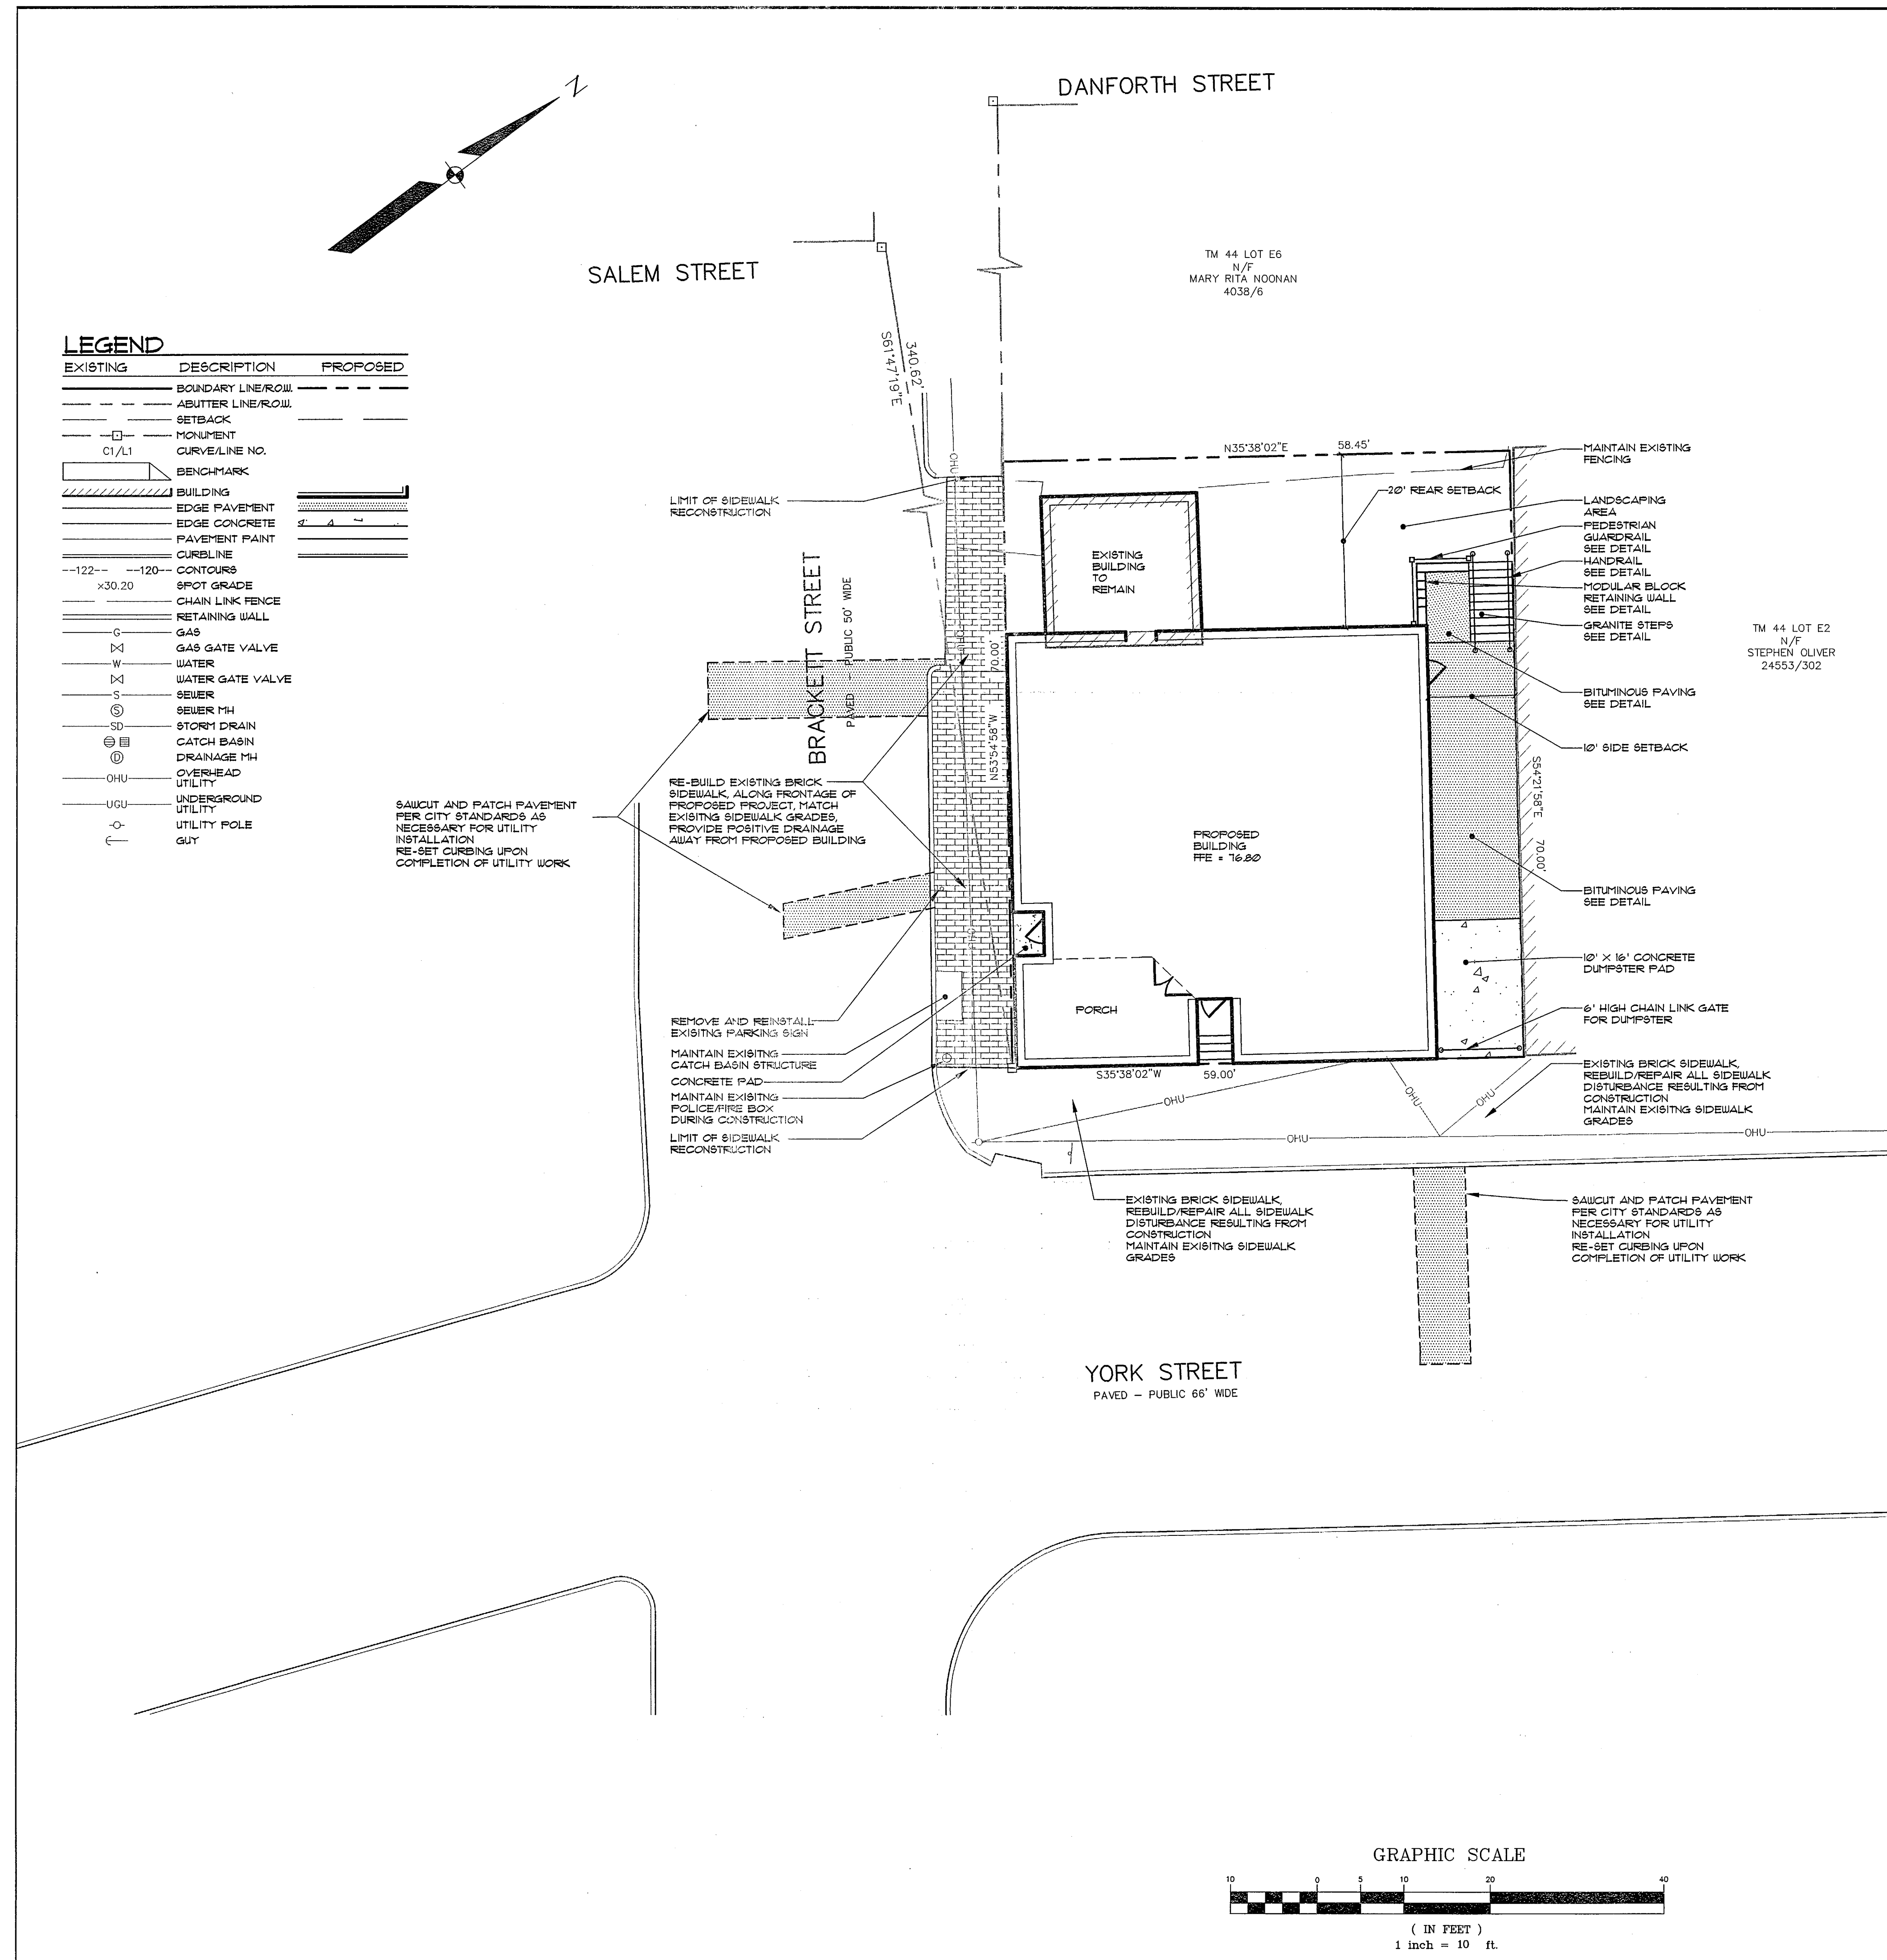 DANFORTH STREET
N
SALEM STREET
TM 44 LOT E6
N/F
MARY RITA NOONAN
4038/6
340.62'
S61°47'19"E
LEGEND
EXISTING DESCRIPTION PROPOSED
BOUNDARY LINE/R.O.W.
ABUTTER LINE/R.O.W.
SETBACK
MONUMENT
C1/L1 CURVE/LINE NO.
BENCHMARK
BUILDING
EDGE PAVEMENT
EDGE CONCRETE
PAVEMENT PAINT
CURBLINE
--122-- --120-- CONTOURS
×30.20 SPOT GRADE
CHAIN LINK FENCE
RETAINING WALL
G GAS
GAS GATE VALVE
W WATER
WATER GATE VALVE
S SEWER
S SEWER MH
SD STORM DRAIN
CATCH BASIN
D DRAINAGE MH
OHU OVERHEAD
UTILITY
UGU UNDERGROUND
UTILITY
UTILITY POLE
GUY
N35°38'02"E 58.45'
MAINTAIN EXISTING
FENCING
20' REAR SETBACK
LANDSCAPING
AREA
PEDESTRIAN
GUARDRAIL
SEE DETAIL
HANDRAIL
SEE DETAIL
MODULAR BLOCK
RETAINING WALL
SEE DETAIL
GRANITE STEPS
SEE DETAIL
TM 44 LOT E2
N/F
STEPHEN OLIVER
24553/302
BITUMINOUS PAVING
SEE DETAIL
10' SIDE SETBACK
S54°21'58"E 70.00'
BITUMINOUS PAVING
SEE DETAIL
10' X 16' CONCRETE
DUMPSTER PAD
6' HIGH CHAIN LINK GATE
FOR DUMPSTER
EXISTING BRICK SIDEWALK,
REBUILD/REPAIR ALL SIDEWALK
DISTURBANCE RESULTING FROM
CONSTRUCTION
MAINTAIN EXISITNG SIDEWALK
GRADES
OHU
LIMIT OF SIDEWALK
RECONSTRUCTION
EXISTING
BUILDING
TO
REMAIN
BRACKETT STREET
PAVED - PUBLIC 50' WIDE
OHU
N53°54'58"W 70.00'
RE-BUILD EXISTING BRICK
SIDEWALK, ALONG FRONTAGE OF
PROPOSED PROJECT, MATCH
EXISITNG SIDEWALK GRADES,
PROVIDE POSITIVE DRAINAGE
AWAY FROM PROPOSED BUILDING
SAWCUT AND PATCH PAVEMENT
PER CITY STANDARDS AS
NECESSARY FOR UTILITY
INSTALLATION
RE-SET CURBING UPON
COMPLETION OF UTILITY WORK
PROPOSED
BUILDING
FFE = 76.80
OHU
PORCH
REMOVE AND REINSTALL
EXISITNG PARKING SIGN
MAINTAIN EXISITNG
CATCH BASIN STRUCTURE
CONCRETE PAD
MAINTAIN EXISITNG
POLICE/FIRE BOX
DURING CONSTRUCTION
LIMIT OF SIDEWALK
RECONSTRUCTION
S35°38'02"W 59.00'
OHU
OHU
OHU
OHU
OHU
EXISTING BRICK SIDEWALK,
REBUILD/REPAIR ALL SIDEWALK
DISTURBANCE RESULTING FROM
CONSTRUCTION
MAINTAIN EXISITNG SIDEWALK
GRADES
SAWCUT AND PATCH PAVEMENT
PER CITY STANDARDS AS
NECESSARY FOR UTILITY
INSTALLATION
RE-SET CURBING UPON
COMPLETION OF UTILITY WORK
YORK STREET
PAVED - PUBLIC 66' WIDE
GRAPHIC SCALE
10 0 5 10 20 40
( IN FEET )
1 inch = 10 ft.